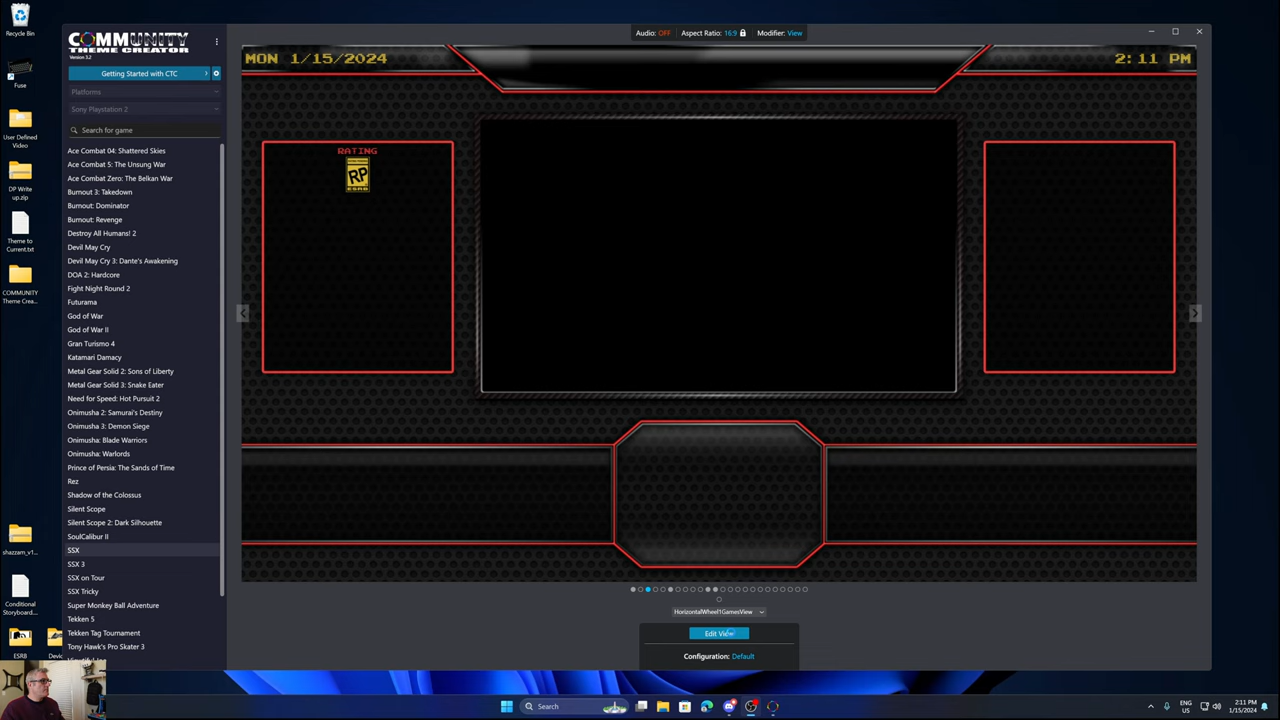 Recycle Bin
Fuse
User Defined
Video
DP Write
up.zip
Theme to
Current.txt
COMMUNITY
Theme Crea...
shazzam_v1...
Conditional
Storyboard...
ESRB
COMMUNITY
THEME CREATOR
Version 3.2
Getting Started with CTC
Platforms
Sony Playstation 2
Search for game
Ace Combat 04: Shattered Skies
Ace Combat 5: The Unsung War
Ace Combat Zero: The Belkan War
Burnout 3: Takedown
Burnout: Dominator
Burnout: Revenge
Destroy All Humans! 2
Devil May Cry
Devil May Cry 3: Dante's Awakening
DOA 2: Hardcore
Fight Night Round 2
Futurama
God of War
God of War II
Gran Turismo 4
Katamari Damacy
Metal Gear Solid 2: Sons of Liberty
Metal Gear Solid 3: Snake Eater
Need for Speed: Hot Pursuit 2
Onimusha 2: Samurai's Destiny
Onimusha 3: Demon Siege
Onimusha: Blade Warriors
Onimusha: Warlords
Prince of Persia: The Sands of Time
Rez
Shadow of the Colossus
Silent Scope
Silent Scope 2: Dark Silhouette
SoulCalibur II
SSX
SSX 3
SSX on Tour
SSX Tricky
Super Monkey Ball Adventure
Tekken 5
Tekken Tag Tournament
Tony Hawk's Pro Skater 3
Audio: OFF Aspect Ratio: 16:9 Modifier: View
MON 1/15/2024
2:11 PM
RATING
RP
ESRB
HorizontalWheel1GamesView
Edit View
Configuration: Default
Search
ENG
US
2:11 PM
1/15/2024